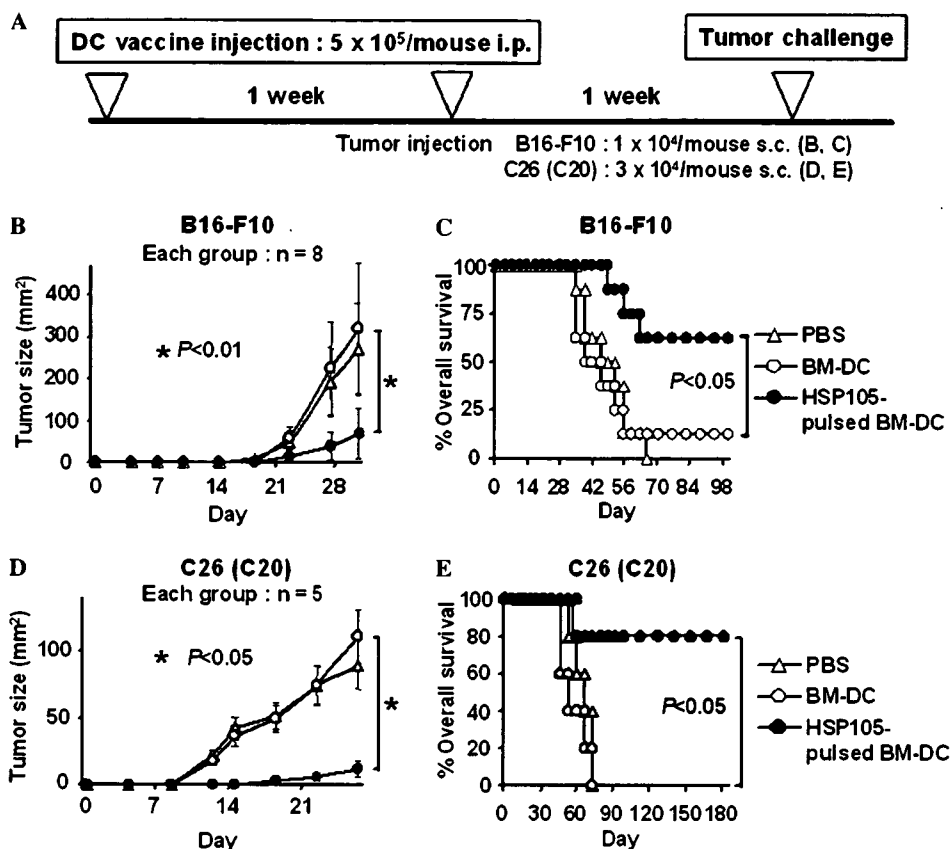 A
DC vaccine injection : 5 x 10⁵/mouse i.p.
Tumor challenge
1 week
1 week
Tumor injection B16-F10 : 1 x 10⁴/mouse s.c. (B, C)
C26 (C20) : 3 x 10⁴/mouse s.c. (D, E)
B
B16-F10
Each group : n = 8
Tumor size (mm²)
400
300
200
100
0
* P<0.01
*
0 7 14 21 28
Day
C
B16-F10
% Overall survival
100
75
50
25
0
P<0.05
PBS
BM-DC
HSP105-
pulsed BM-DC
0 14 28 42 56 70 84 98
Day
D
C26 (C20)
Each group : n = 5
Tumor size (mm²)
100
50
0
* P<0.05
*
0 7 14 21
Day
E
C26 (C20)
% Overall survival
100
80
60
40
20
0
P<0.05
PBS
BM-DC
HSP105-
pulsed BM-DC
0 30 60 90 120 150 180
Day